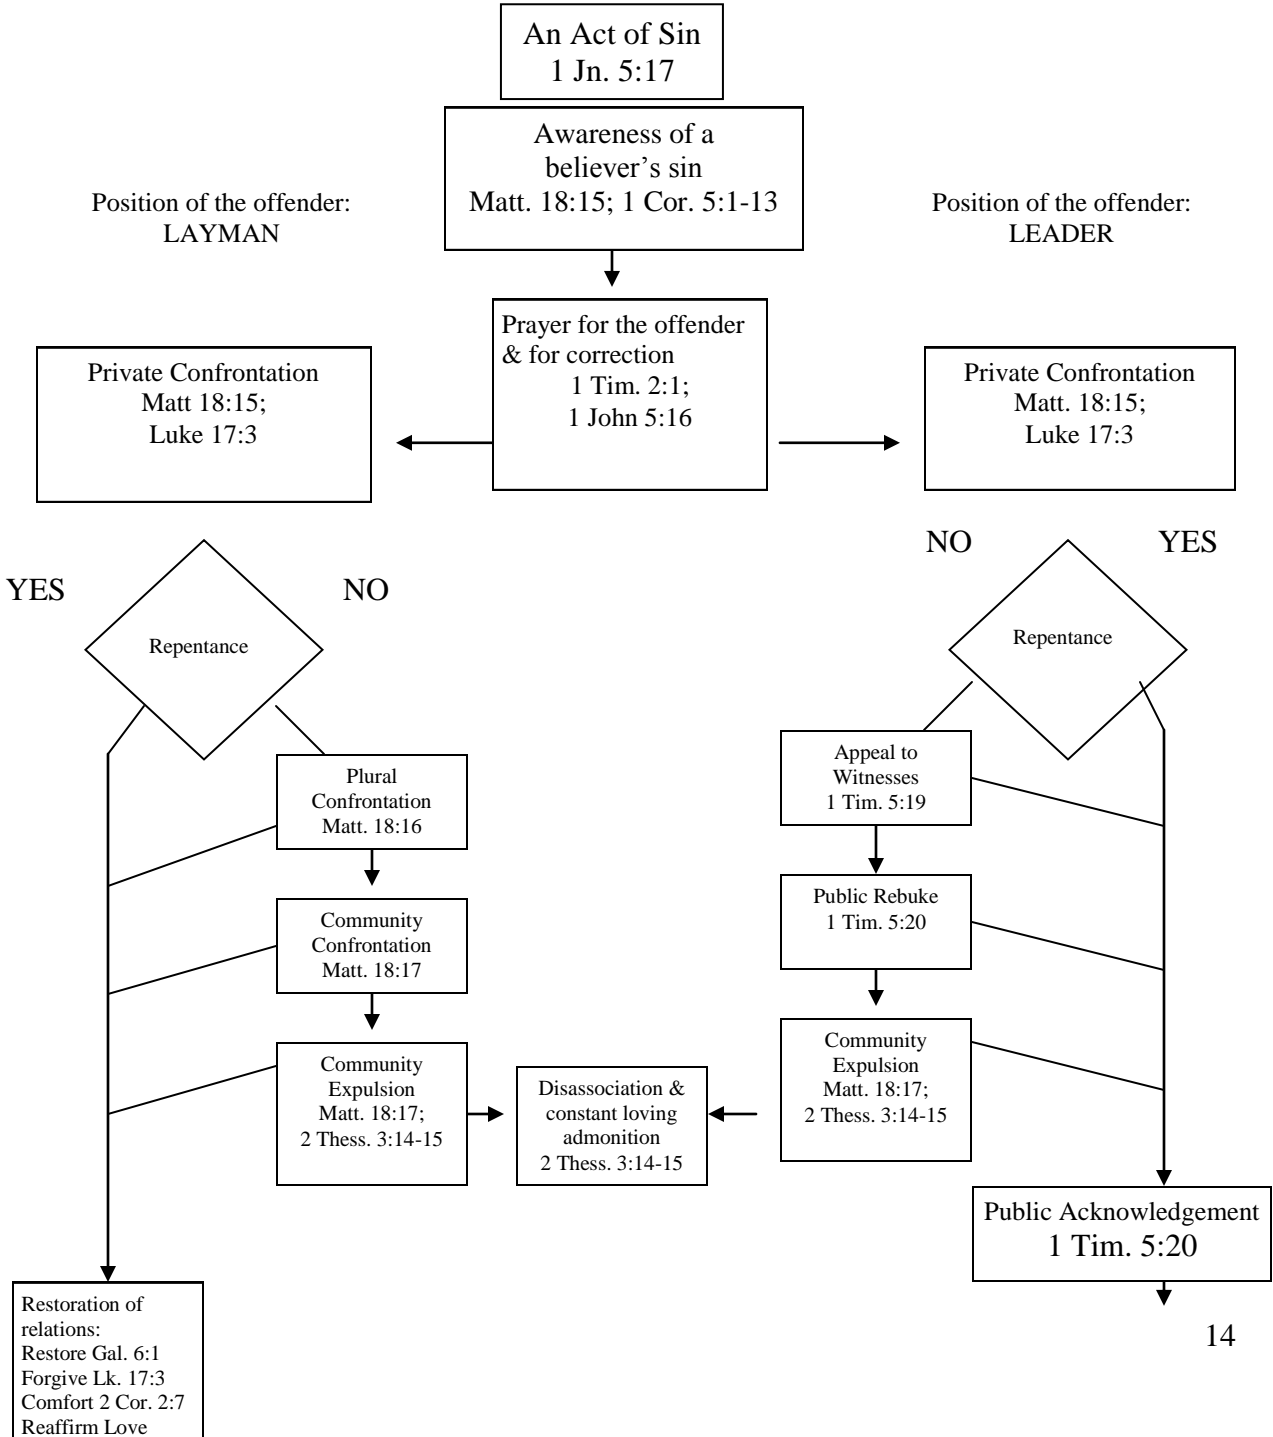 An Act of Sin
1 Jn. 5:17
Awareness of a
believer's sin
Matt. 18:15; 1 Cor. 5:1-13
Position of the offender:
LAYMAN
Position of the offender:
LEADER
Prayer for the offender
& for correction
1 Tim. 2:1;
1 John 5:16
Private Confrontation
Matt 18:15;
Luke 17:3
Private Confrontation
Matt. 18:15;
Luke 17:3
YES
NO
Repentance
NO
YES
Repentance
Plural
Confrontation
Matt. 18:16
Community
Confrontation
Matt. 18:17
Community
Expulsion
Matt. 18:17;
2 Thess. 3:14-15
Disassociation &
constant loving
admonition
2 Thess. 3:14-15
Appeal to
Witnesses
1 Tim. 5:19
Public Rebuke
1 Tim. 5:20
Community
Expulsion
Matt. 18:17;
2 Thess. 3:14-15
Public Acknowledgement
1 Tim. 5:20
Restoration of
relations:
Restore Gal. 6:1
Forgive Lk. 17:3
Comfort 2 Cor. 2:7
Reaffirm Love
14